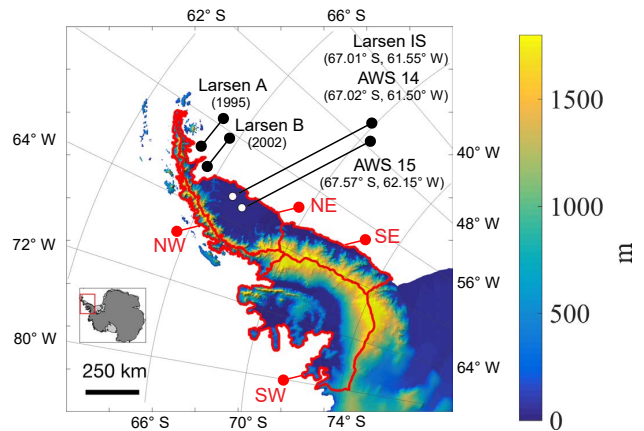 62° S
66° S
Larsen IS
(67.01° S, 61.55° W)
AWS 14
(67.02° S, 61.50° W)
Larsen A
(1995)
Larsen B
(2002)
64° W
40° W
AWS 15
(67.57° S, 62.15° W)
NE
48° W
NW
SE
72° W
56° W
80° W
250 km
64° W
SW
66° S
70° S
74° S
1500
1000
500
0
m